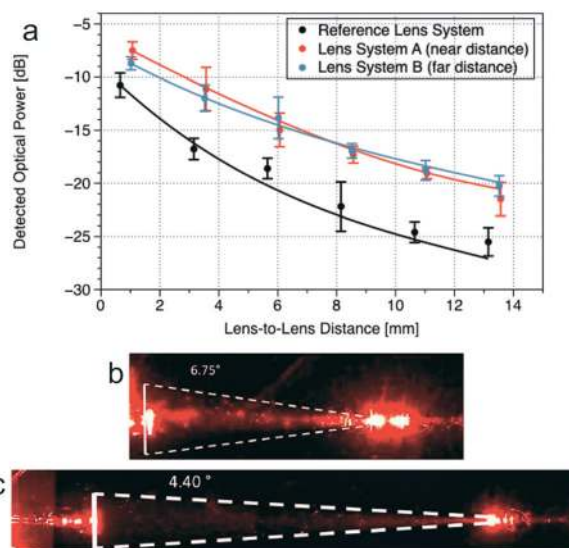 a
Reference Lens System
Lens System A (near distance)
Lens System B (far distance)
Detected Optical Power [dB]
−5
−10
−15
−20
−25
−30
0 2 4 6 8 10 12 14
Lens-to-Lens Distance [mm]
b
6.75°
c
4.40 °